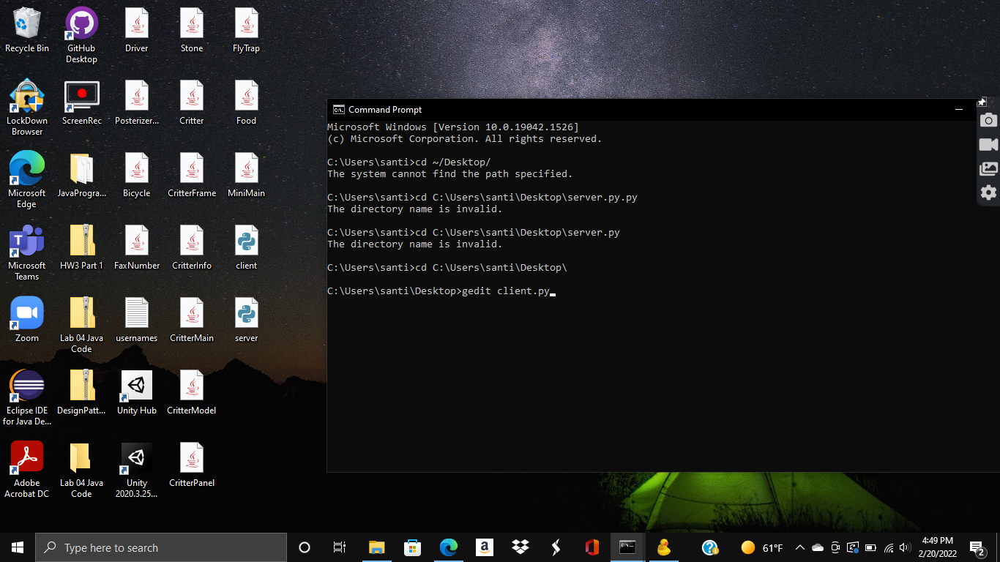 Recycle Bin
GitHub
Desktop
Driver
Stone
FlyTrap
LockDown
Browser
ScreenRec
Posterizer...
Critter
Food
Microsoft
Edge
JavaProgra...
Bicycle
CritterFrame
MiniMain
Microsoft
Teams
HW3 Part 1
FaxNumber
CritterInfo
client
Zoom
Lab 04 Java
Code
usernames
CritterMain
server
Eclipse IDE
for Java De...
DesignPatt...
Unity Hub
CritterModel
Adobe
Acrobat DC
Lab 04 Java
Code
Unity
2020.3.25...
CritterPanel
Command Prompt
Microsoft Windows [Version 10.0.19042.1526]
(c) Microsoft Corporation. All rights reserved.
C:\Users\santi>cd ~/Desktop/
The system cannot find the path specified.
C:\Users\santi>cd C:\Users\santi\Desktop\server.py.py
The directory name is invalid.
C:\Users\santi>cd C:\Users\santi\Desktop\server.py
The directory name is invalid.
C:\Users\santi>cd C:\Users\santi\Desktop\
C:\Users\santi\Desktop>gedit client.py
Type here to search
61°F
4:49 PM
2/20/2022
2